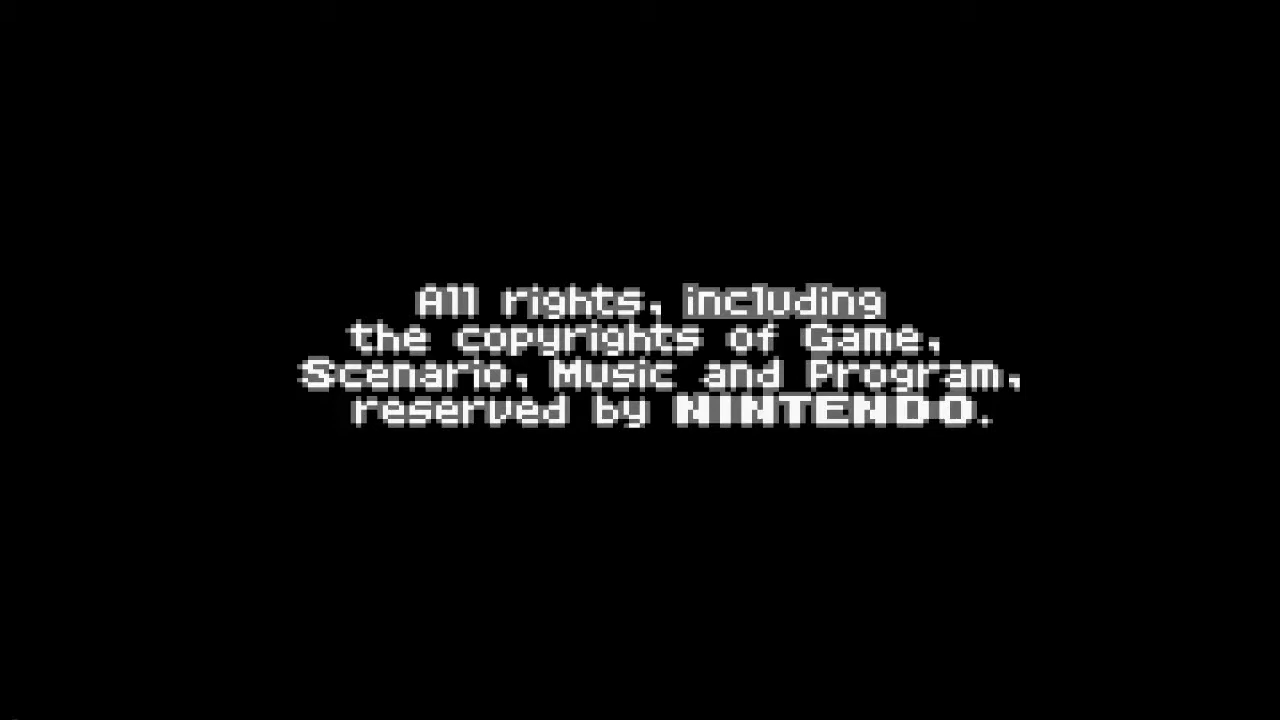 All rights, including
the copyrights of Game,
Scenario, Music and Program,
reserved by NINTENDO.